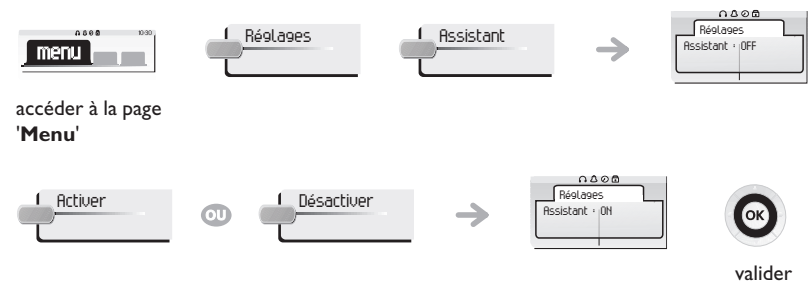 10:30
menu
Réglages
Assistant
Réglages
Assistant : OFF
accéder à la page
'Menu'
Activer
OU
Désactiver
Réglages
Assistant : ON
OK
valider